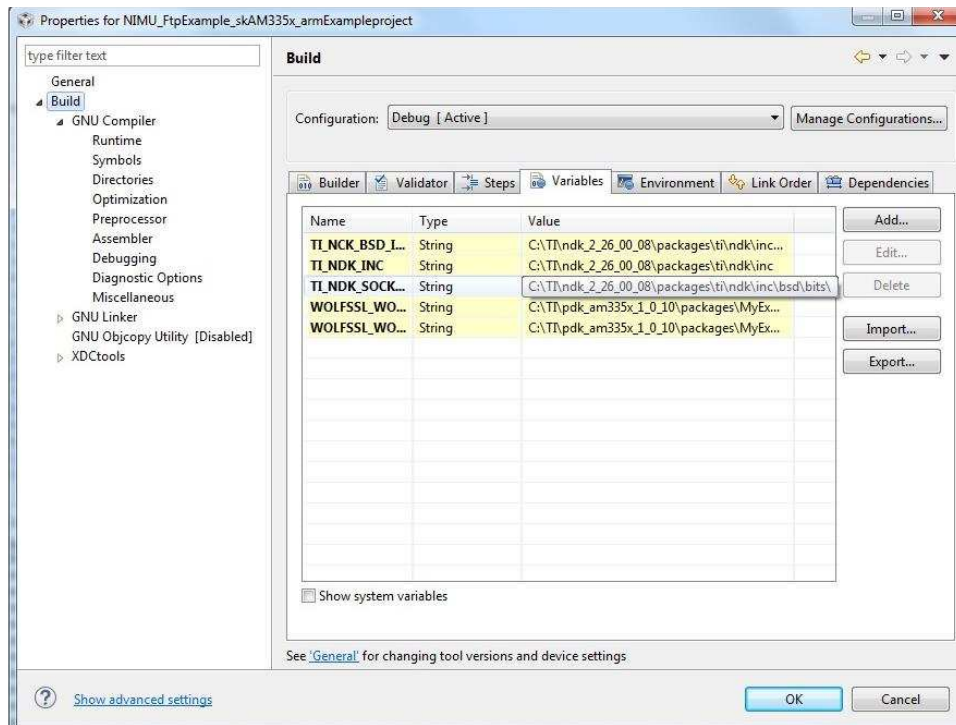 Properties for NIMU_FtpExample_skAM335x_armExampleproject
type filter text
General
Build
GNU Compiler
Runtime
Symbols
Directories
Optimization
Preprocessor
Assembler
Debugging
Diagnostic Options
Miscellaneous
GNU Linker
GNU Objcopy Utility [Disabled]
XDCtools
Build
Configuration: Debug [ Active ] Manage Configurations...
Builder Validator Steps Variables Environment Link Order Dependencies
Name Type Value
TI_NCK_BSD_I... String C:\TI\ndk_2_26_00_08\packages\ti\ndk\inc...
TI_NDK_INC String C:\TI\ndk_2_26_00_08\packages\ti\ndk\inc
TI_NDK_SOCK... String C:\TI\ndk_2_26_00_08\packages\ti\ndk\inc\bsd\bits\
WOLFSSL_WO... String C:\TI\pdk_am335x_1_0_10\packages\MyEx...
WOLFSSL_WO... String C:\TI\pdk_am335x_1_0_10\packages\MyEx...
Add...
Edit...
Delete
Import...
Export...
Show system variables
See 'General' for changing tool versions and device settings
Show advanced settings
OK Cancel